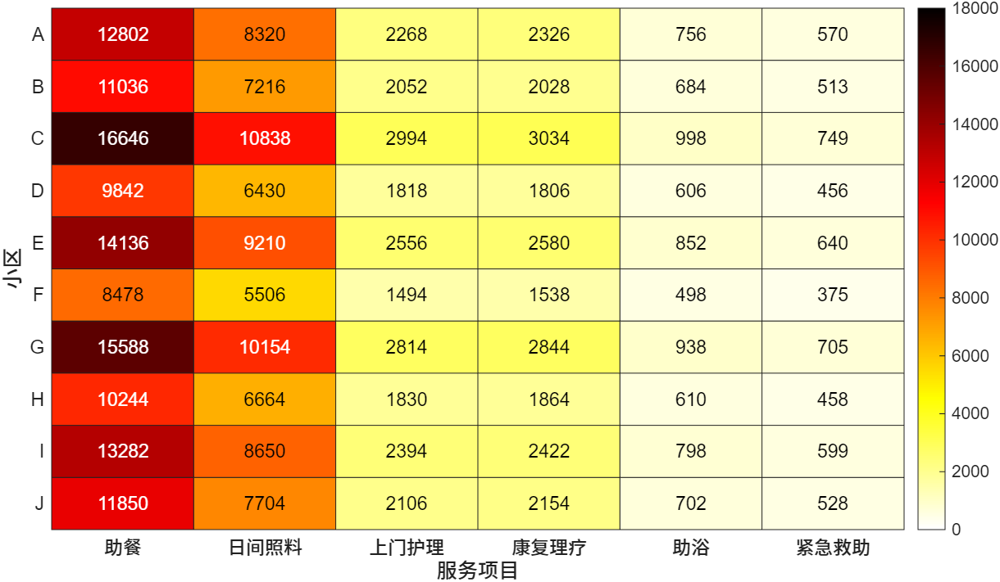 A 12802 8320 2268 2326 756 570
B 11036 7216 2052 2028 684 513
C 16646 10838 2994 3034 998 749
D 9842 6430 1818 1806 606 456
E 14136 9210 2556 2580 852 640
F 8478 5506 1494 1538 498 375
G 15588 10154 2814 2844 938 705
H 10244 6664 1830 1864 610 458
I 13282 8650 2394 2422 798 599
J 11850 7704 2106 2154 702 528
小区
助餐 日间照料 上门护理 康复理疗 助浴 紧急救助
服务项目
18000
16000
14000
12000
10000
8000
6000
4000
2000
0